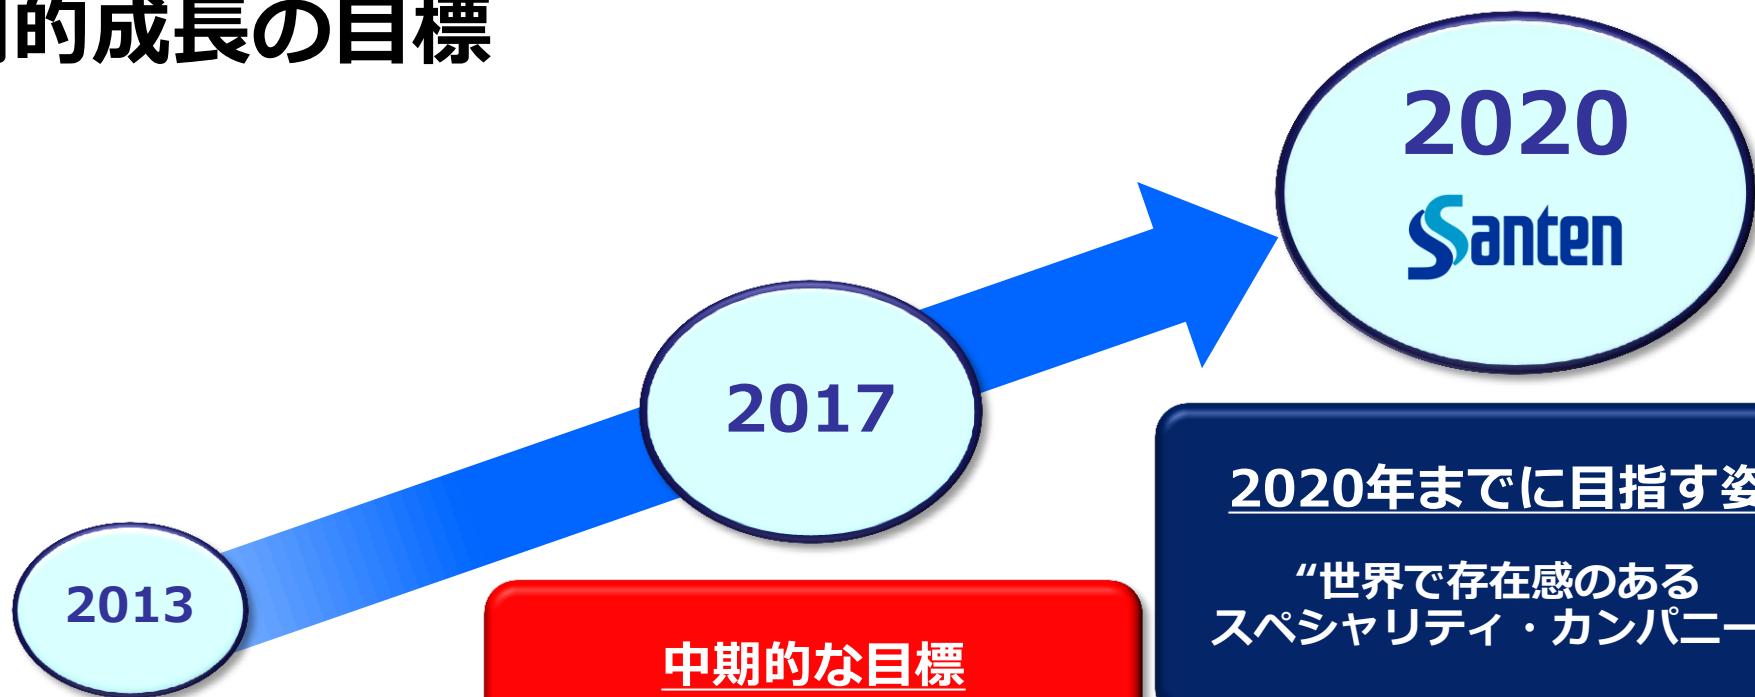 的成長の目標
2020
Santen
2017
2013
2020年までに目指す姿
“世界で存在感のある
スペシャリティ・カンパニー
中期的な目標